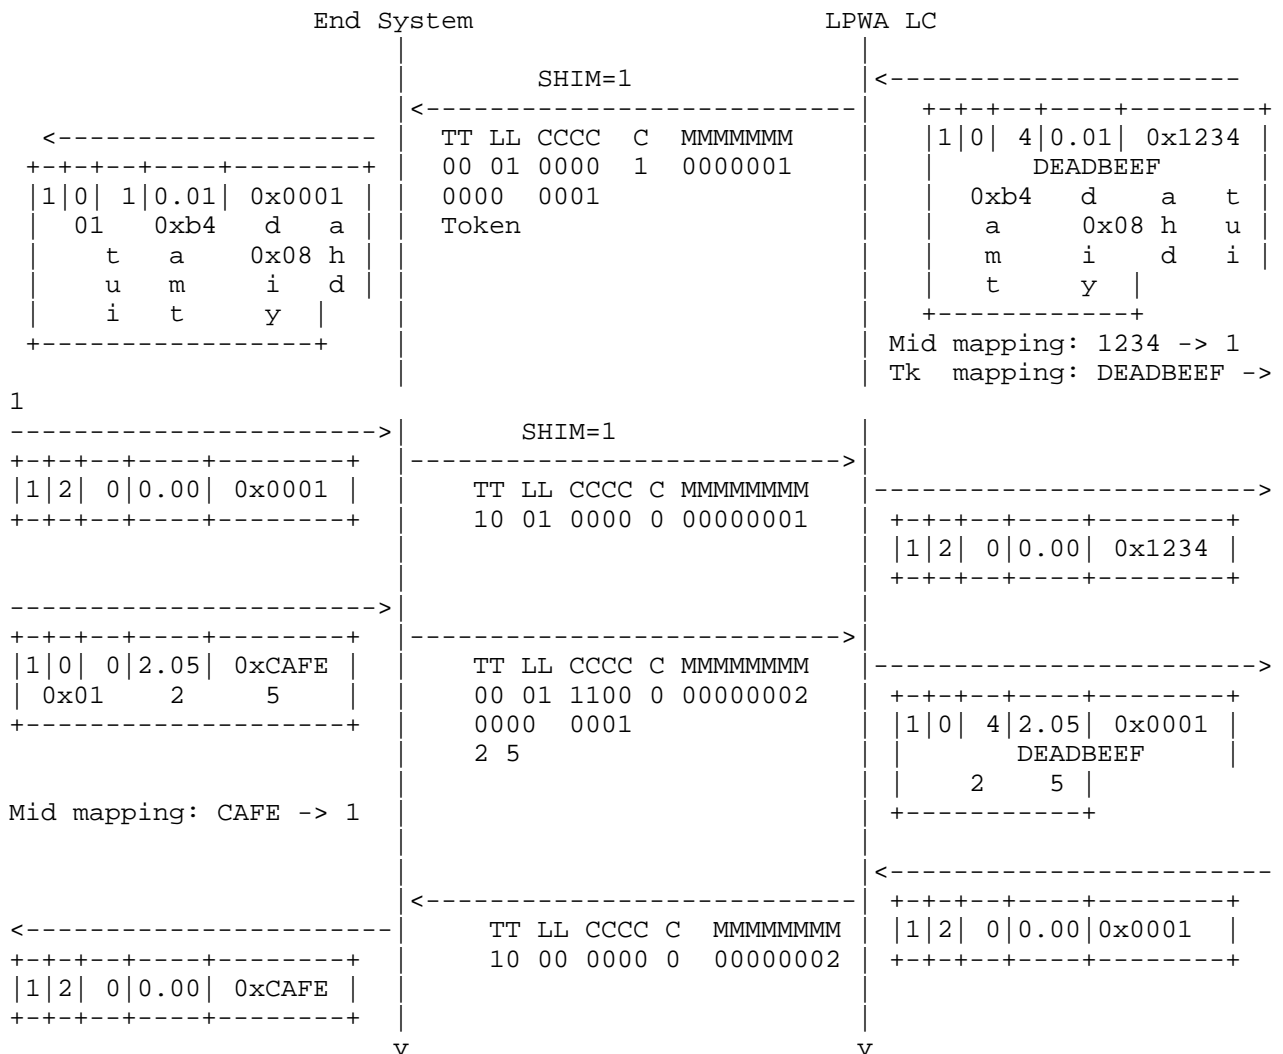 End System                      LPWA LC
                         |                            |
                         |        SHIM=1              |<----------------------
                         |<---------------------------|   +-+-+--+----+--------+
  <--------------------  | TT LL CCCC  C  MMMMMMM     |   |1|0| 4|0.01| 0x1234 |
 +-+-+--+----+--------+  | 00 01 0000  1  0000001     |   |      DEADBEEF      |
 |1|0| 1|0.01| 0x0001 |  | 0000  0001                 |   |  0xb4   d   a   t  |
 |  01   0xb4   d   a |  | Token                      |   |  a      0x08 h  u  |
 |    t   a    0x08 h |  |                            |   |  m      i    d  i  |
 |    u   m     i   d |  |                            |   |   t     y  |
 |    i   t     y  |     |                            |   +------------+
 +-----------------+     |                            | Mid mapping: 1234 -> 1
                         |                            | Tk  mapping: DEADBEEF ->
1
----------------------->|        SHIM=1              |
+-+-+--+----+--------+   |--------------------------->|
|1|2| 0|0.00| 0x0001 |   |   TT LL CCCC C MMMMMMMM    |------------------------>
+-+-+--+----+--------+   |   10 01 0000 0 00000001    | +-+-+--+----+--------+
                         |                            | |1|2| 0|0.00| 0x1234 |
                         |                            | +-+-+--+----+--------+
----------------------->|                            |
+-+-+--+----+--------+   |--------------------------->|
|1|0| 0|2.05| 0xCAFE |   |   TT LL CCCC C MMMMMMMM    |------------------------>
| 0x01    2     5    |   |   00 01 1100 0 00000002    | +-+-+--+----+--------+
+--------------------+   |   0000  0001               | |1|0| 4|2.05| 0x0001 |
                         |   2 5                      | |       DEADBEEF     |
                         |                            | |    2    5 |
Mid mapping: CAFE -> 1   |                            | +-----------+
                         |                            |
                         |                            |<------------------------
                         |<---------------------------| +-+-+--+----+--------+
<-----------------------|    TT LL CCCC C  MMMMMMMM   | |1|2| 0|0.00|0x0001  |
+-+-+--+----+--------+   |    10 00 0000 0  00000002   | +-+-+--+----+--------+
|1|2| 0|0.00| 0xCAFE |   |                            |
+-+-+--+----+--------+   |                            |
                         v                            v